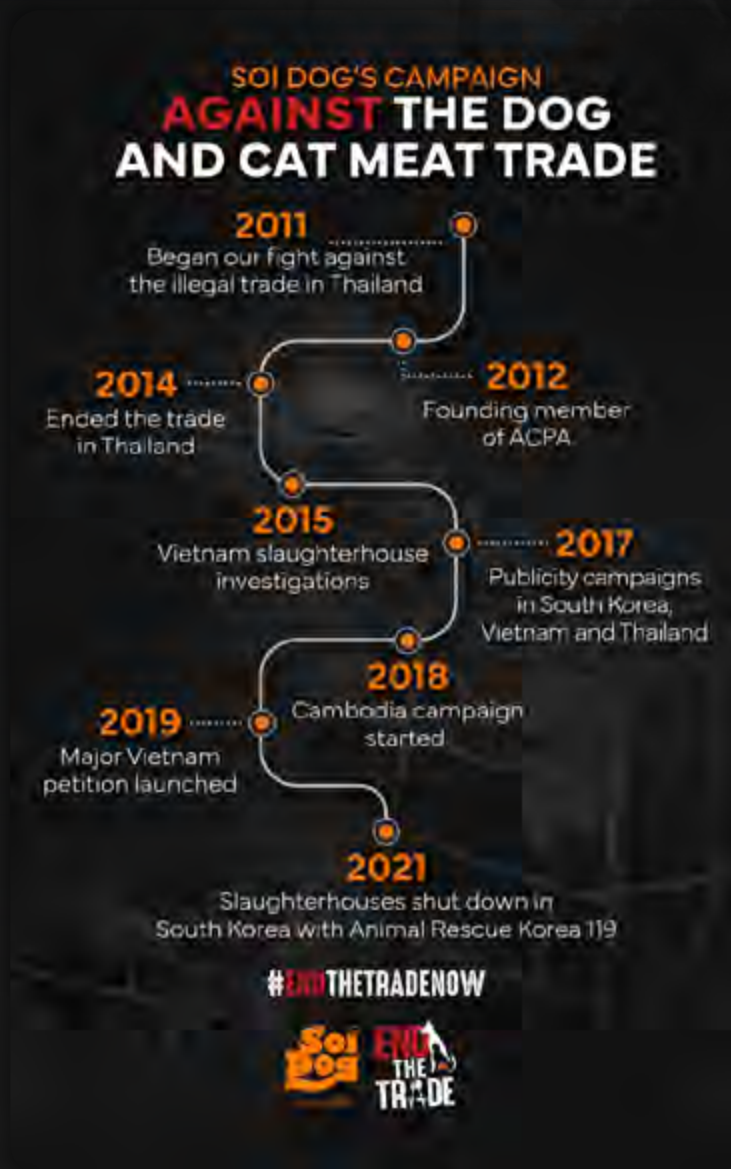 SOI DOG'S CAMPAIGN
AGAINST THE DOG
AND CAT MEAT TRADE
2011
Began our fight against
the illegal trade in Thailand
2012
Founding member
of ACPA
2014
Ended the trade
in Thailand
2015
Vietnam slaughterhouse
investigations
2017
Publicity campaigns
in South Korea,
Vietnam and Thailand
2018
Cambodia campaign
started
2019
Major Vietnam
petition launched
2021
Slaughterhouses shut down in
South Korea with Animal Rescue Korea 119
#ENDTHETRADENOW
Soi
Dog
END
THE
TRADE